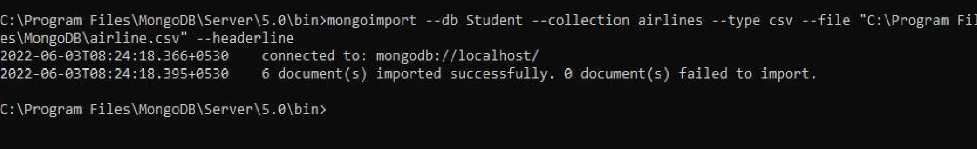 C:\Program Files\MongoDB\Server\5.0\bin>mongoimport --db Student --collection airlines --type csv --file "C:\Program Fil
es\MongoDB\airline.csv" --headerline
2022-06-03T08:24:18.366+0530    connected to: mongodb://localhost/
2022-06-03T08:24:18.395+0530    6 document(s) imported successfully. 0 document(s) failed to import.
C:\Program Files\MongoDB\Server\5.0\bin>